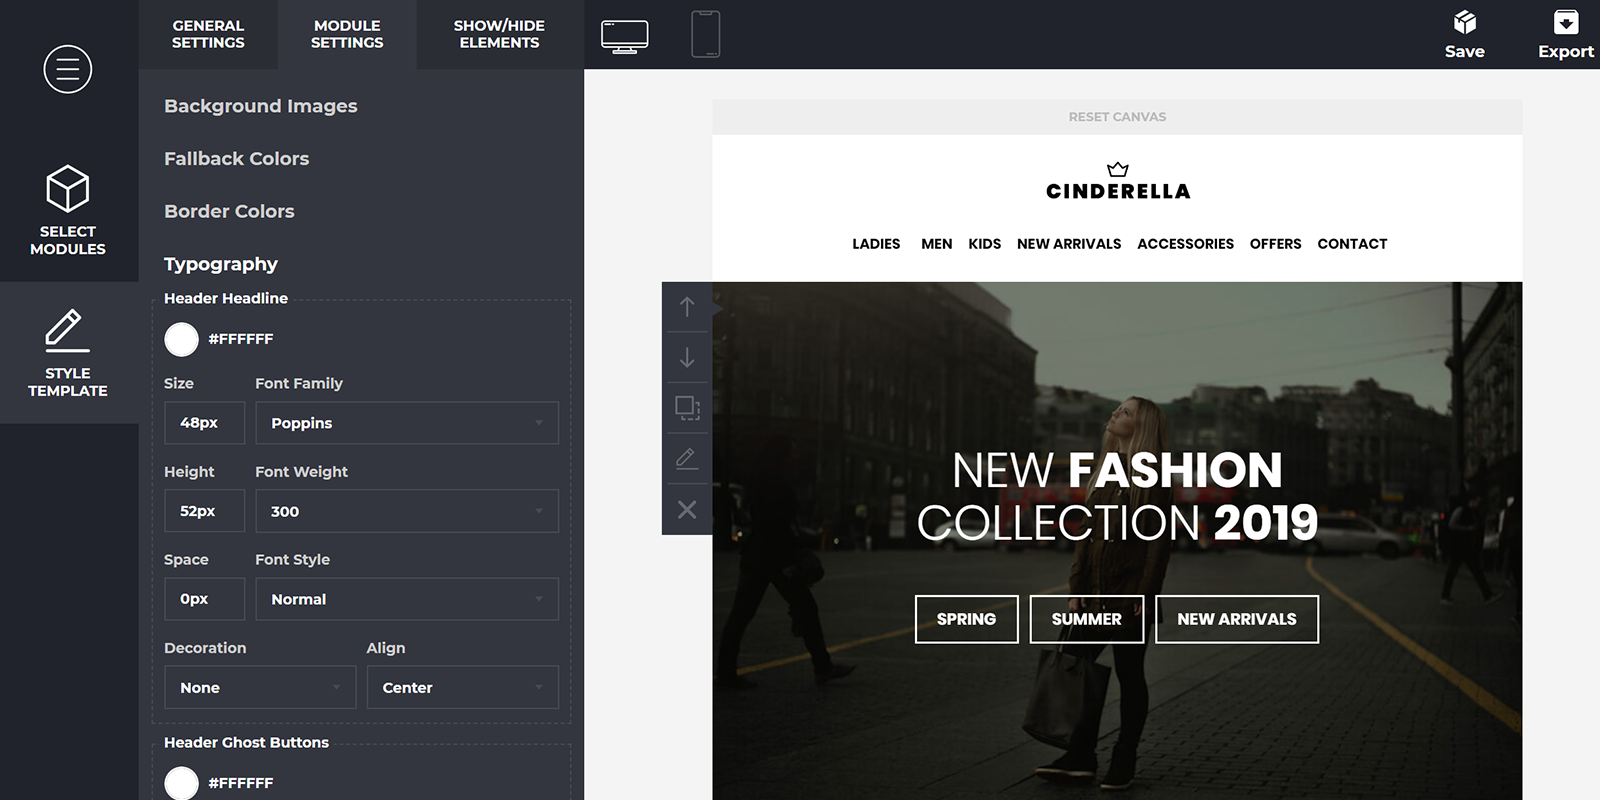 GENERAL
SETTINGS
MODULE
SETTINGS
SHOW/HIDE
ELEMENTS
Save
Export
SELECT
MODULES
STYLE
TEMPLATE
Background Images
Fallback Colors
Border Colors
Typography
Header Headline
#FFFFFF
Size
Font Family
48px
Poppins
Height
Font Weight
52px
300
Space
Font Style
0px
Normal
Decoration
Align
None
Center
Header Ghost Buttons
#FFFFFF
RESET CANVAS
CINDERELLA
LADIES MEN KIDS NEW ARRIVALS ACCESSORIES OFFERS CONTACT
NEW FASHION
COLLECTION 2019
SPRING SUMMER NEW ARRIVALS